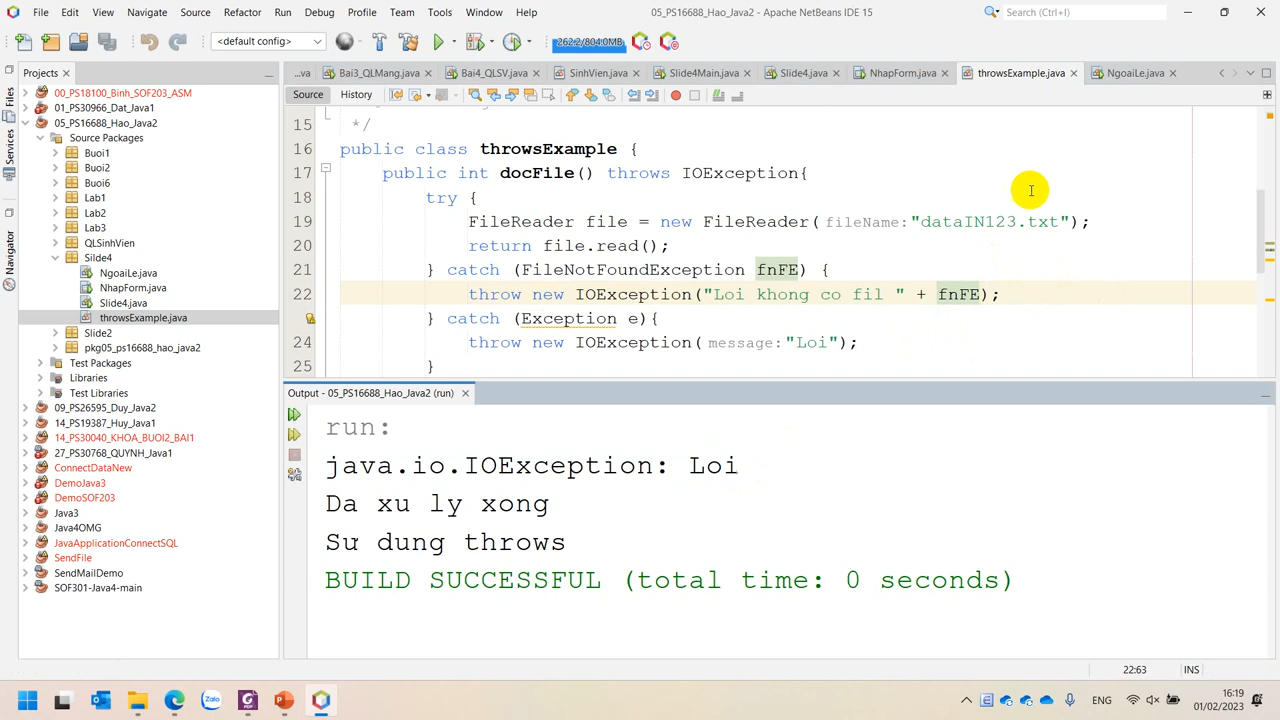 File Edit View Navigate Source Refactor Run Debug Profile Team Tools Window Help
05_PS16688_Hao_Java2 - Apache NetBeans IDE 15
Search (Ctrl+I)
<default config>
262.2/804.0MB
Projects
...va Bai3_QLMang.java Bai4_QLSV.java SinhVien.java Slide4Main.java Slide4.java NhapForm.java throwsExample.java NgoaiLe.java
Source History
Files
Services
Navigator
00_PS18100_Binh_SOF203_ASM
01_PS30966_Dat_Java1
05_PS16688_Hao_Java2
Source Packages
Buoi1
Buoi2
Buoi6
Lab1
Lab2
Lab3
QLSinhVien
Silde4
NgoaiLe.java
NhapForm.java
Slide4.java
throwsExample.java
Slide2
pkg05_ps16688_hao_java2
Test Packages
Libraries
Test Libraries
09_PS26595_Duy_Java2
14_PS19387_Huy_Java1
14_PS30040_KHOA_BUOI2_BAI1
27_PS30768_QUYNH_Java1
ConnectDataNew
DemoJava3
DemoSOF203
Java3
Java4OMG
JavaApplicationConnectSQL
SendFile
SendMailDemo
SOF301-Java4-main
15 */
16 public class throwsExample {
17 public int docFile() throws IOException{
18 try {
19 FileReader file = new FileReader(fileName:"dataIN123.txt");
20 return file.read();
21 } catch (FileNotFoundException fnFE) {
22 throw new IOException("Loi khong co fil " + fnFE);
} catch (Exception e){
24 throw new IOException(message:"Loi");
25 }
Output - 05_PS16688_Hao_Java2 (run)
run:
java.io.IOException: Loi
Da xu ly xong
Sư dung throws
BUILD SUCCESSFUL (total time: 0 seconds)
22:63 INS
Zalo
PDF
ENG
16:19
01/02/2023